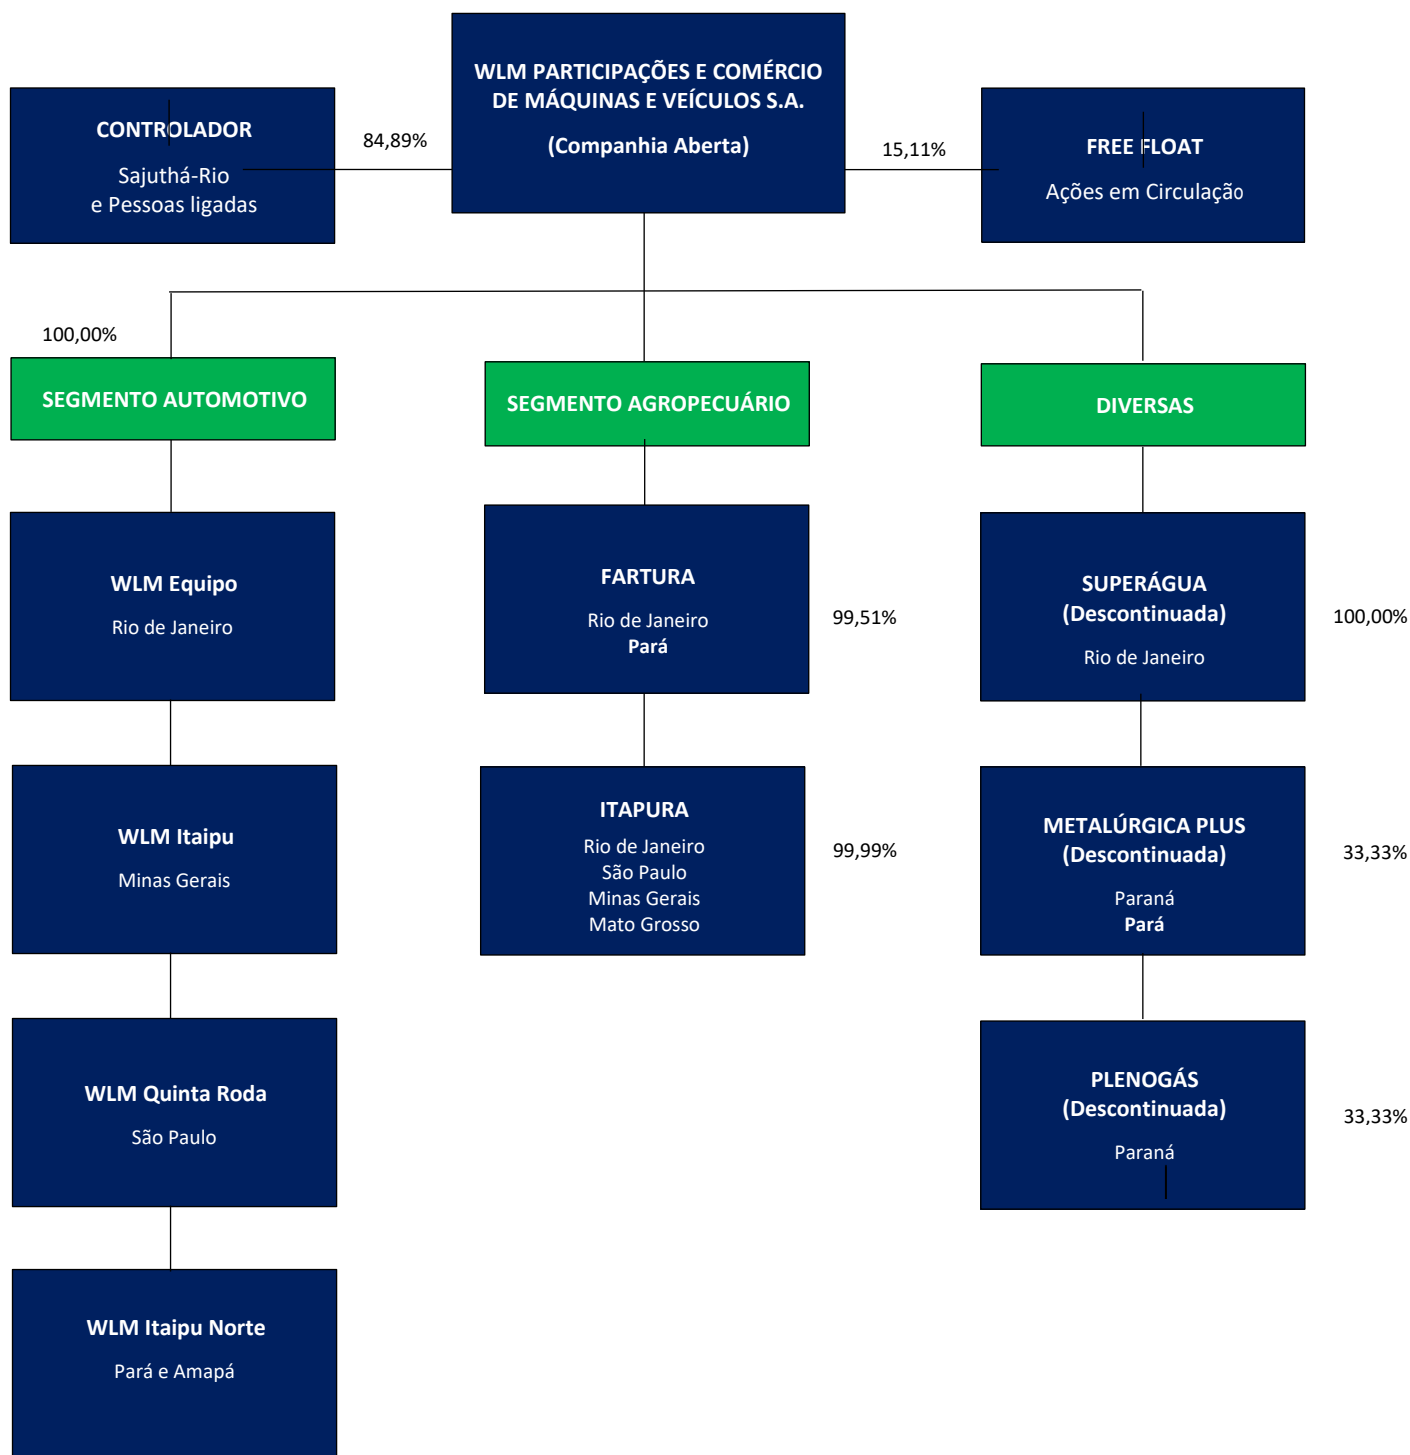 WLM PARTICIPAÇÕES E COMÉRCIO
DE MÁQUINAS E VEÍCULOS S.A.
(Companhia Aberta)
CONTROLADOR
Sajuthá-Rio
e Pessoas ligadas
84,89%
15,11%
FREE FLOAT
Ações em Circulação
100,00%
SEGMENTO AUTOMOTIVO
SEGMENTO AGROPECUÁRIO
DIVERSAS
WLM Equipo
Rio de Janeiro
FARTURA
Rio de Janeiro
Pará
99,51%
SUPERÁGUA
(Descontinuada)
Rio de Janeiro
100,00%
WLM Itaipu
Minas Gerais
ITAPURA
Rio de Janeiro
São Paulo
Minas Gerais
Mato Grosso
99,99%
METALÚRGICA PLUS
(Descontinuada)
Paraná
Pará
33,33%
WLM Quinta Roda
São Paulo
PLENOGÁS
(Descontinuada)
Paraná
33,33%
WLM Itaipu Norte
Pará e Amapá